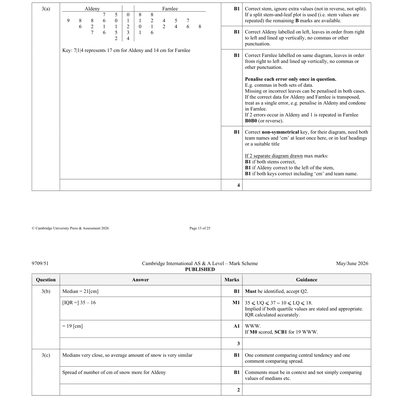 3(a)
Aldeny Farnlee
7 5 0 8 8
9 8 8 6 0 1 1 2 4 5 7
6 2 1 1 2 0 1 2 4 6 8
7 6 5 3 1 6
2 4
Key: 7|1|4 represents 17 cm for Aldeny and 14 cm for Farnlee
B1 Correct stem, ignore extra values (not in reverse, not split).
If a split stem-and-leaf plot is used (i.e. stem values are
repeated) the remaining B marks are available.
B1 Correct Aldeny labelled on left, leaves in order from right
to left and lined up vertically, no commas or other
punctuation.
B1 Correct Farnlee labelled on same diagram, leaves in order
from right to left and lined up vertically, no commas or
other punctuation.
Penalise each error only once in question.
E.g. commas in both sets of data.
Missing or incorrect leaves can be penalised in both cases.
If the correct data for Aldeny and Farnlee is transposed,
treat as a single error, e.g. penalise in Aldeny and condone
in Farnlee.
If 2 errors occur in Aldeny and 1 is repeated in Farnlee
B0B0 (or reverse).
B1 Correct non-symmetrical key, for their diagram, need both
team names and 'cm' at least once here, or in leaf headings
or a suitable title
If 2 separate diagram drawn max marks:
B1 if both stems correct,
B1 if Aldeny correct to the left of the stem,
B1 if both keys correct including 'cm' and team name.
4
© Cambridge University Press & Assessment 2026 Page 11 of 23
9709/51 Cambridge International AS & A Level – Mark Scheme May/June 2026
PUBLISHED
Question Answer Marks Guidance
3(b) Median = 21[cm] B1 Must be identified, accept Q2.
[IQR =] 35 – 16 M1 35 ⩽ UQ ⩽ 37 – 10 ⩽ LQ ⩽ 18.
Implied if both quartile values are stated and appropriate
IQR calculated accurately.
= 19 [cm] A1 WWW.
If M0 scored, SCB1 for 19 WWW.
3
3(c) Medians very close, so average amount of snow is very similar B1 One comment comparing central tendency and one
comment comparing spread.
Spread of number of cm of snow more for Aldeny B1 Comments must be in context and not simply comparing
values of medians etc.
2